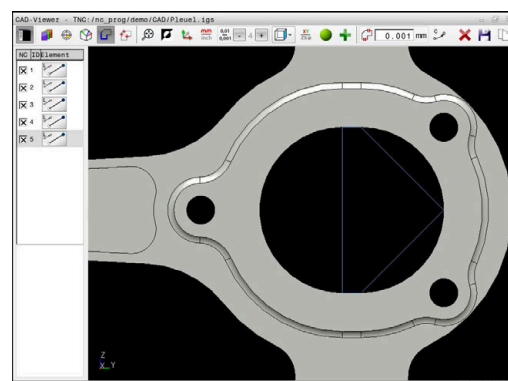 CAD-Viewer - TNC:/nc_prog/demo/CAD/Pleuel.igs
mm
inch
0,01
0,001
4
XY
0.001 mm
NC ID Element
1
2
3
4
5
Z
X Y